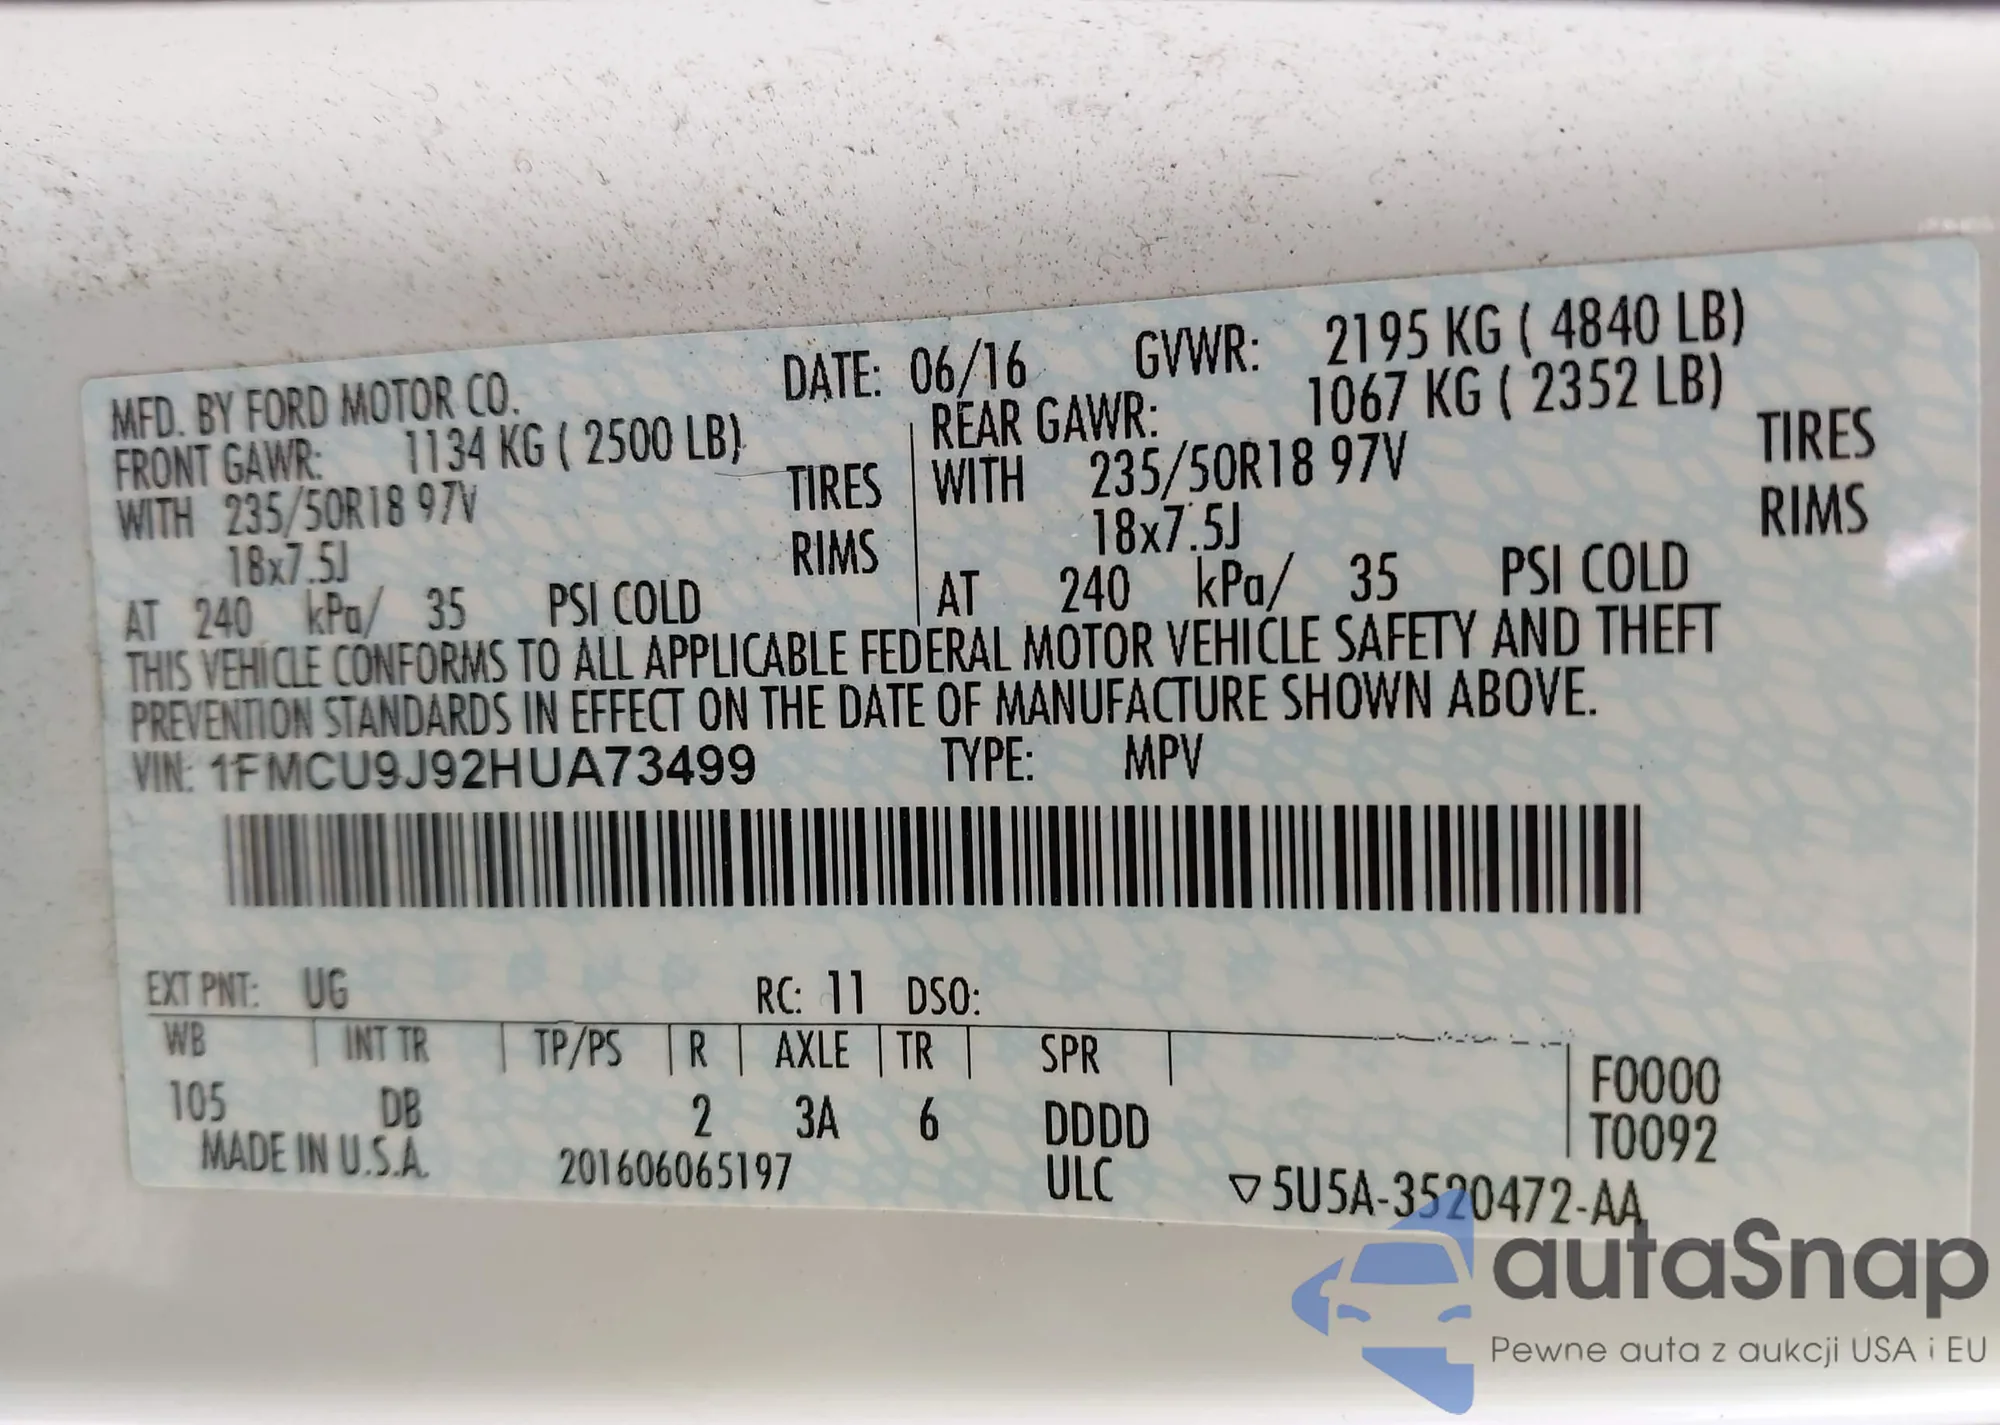 MFD. BY FORD MOTOR CO. DATE: 06/16 GVWR: 2195 KG ( 4840 LB)
FRONT GAWR: 1134 KG ( 2500 LB) REAR GAWR: 1067 KG ( 2352 LB)
WITH 235/50R18 97V TIRES WITH 235/50R18 97V TIRES
18x7.5J RIMS 18x7.5J RIMS
AT 240 kPa/ 35 PSI COLD AT 240 kPa/ 35 PSI COLD
THIS VEHICLE CONFORMS TO ALL APPLICABLE FEDERAL MOTOR VEHICLE SAFETY AND THEFT
PREVENTION STANDARDS IN EFFECT ON THE DATE OF MANUFACTURE SHOWN ABOVE.
VIN: 1FMCU9J92HUA73499 TYPE: MPV
EXT PNT: UG RC: 11 DSO:
WB INT TR TP/PS R AXLE TR SPR
F0000
105 DB 2 3A 6 DDDD T0092
MADE IN U.S.A. 201606065197 ULC ▽5U5A-3520472-AA
autaSnap
Pewne auta z aukcji USA i EU